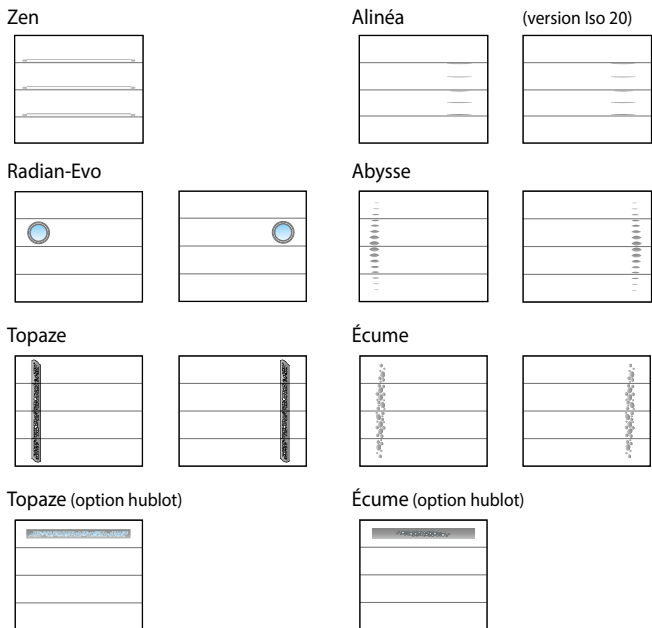 Zen
Alinéa (version Iso 20)
Radian-Evo
Abysse
Topaze
Écume
Topaze (option hublot)
Écume (option hublot)